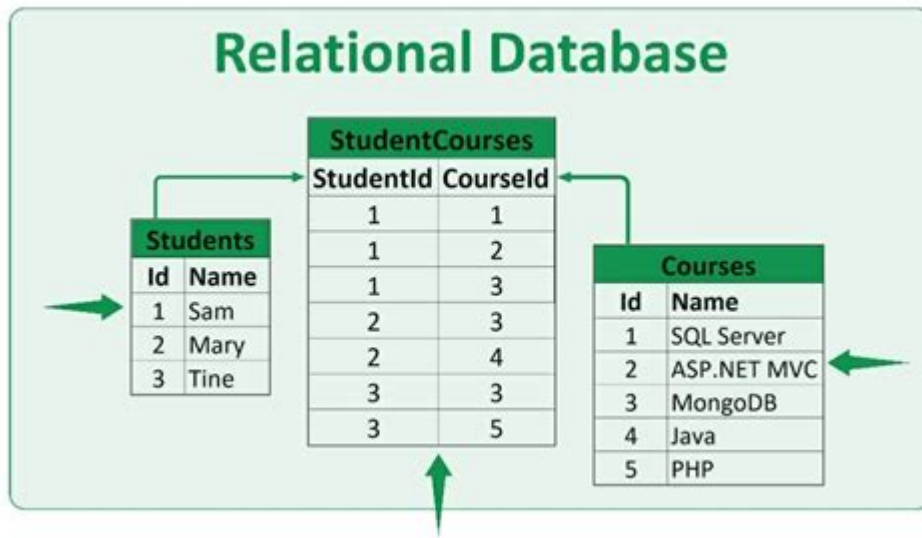 Relational Database
StudentCourses
StudentId CourseId
1 1
1 2
1 3
2 3
2 4
3 3
3 5
Students
Id Name
1 Sam
2 Mary
3 Tine
Courses
Id Name
1 SQL Server
2 ASP.NET MVC
3 MongoDB
4 Java
5 PHP